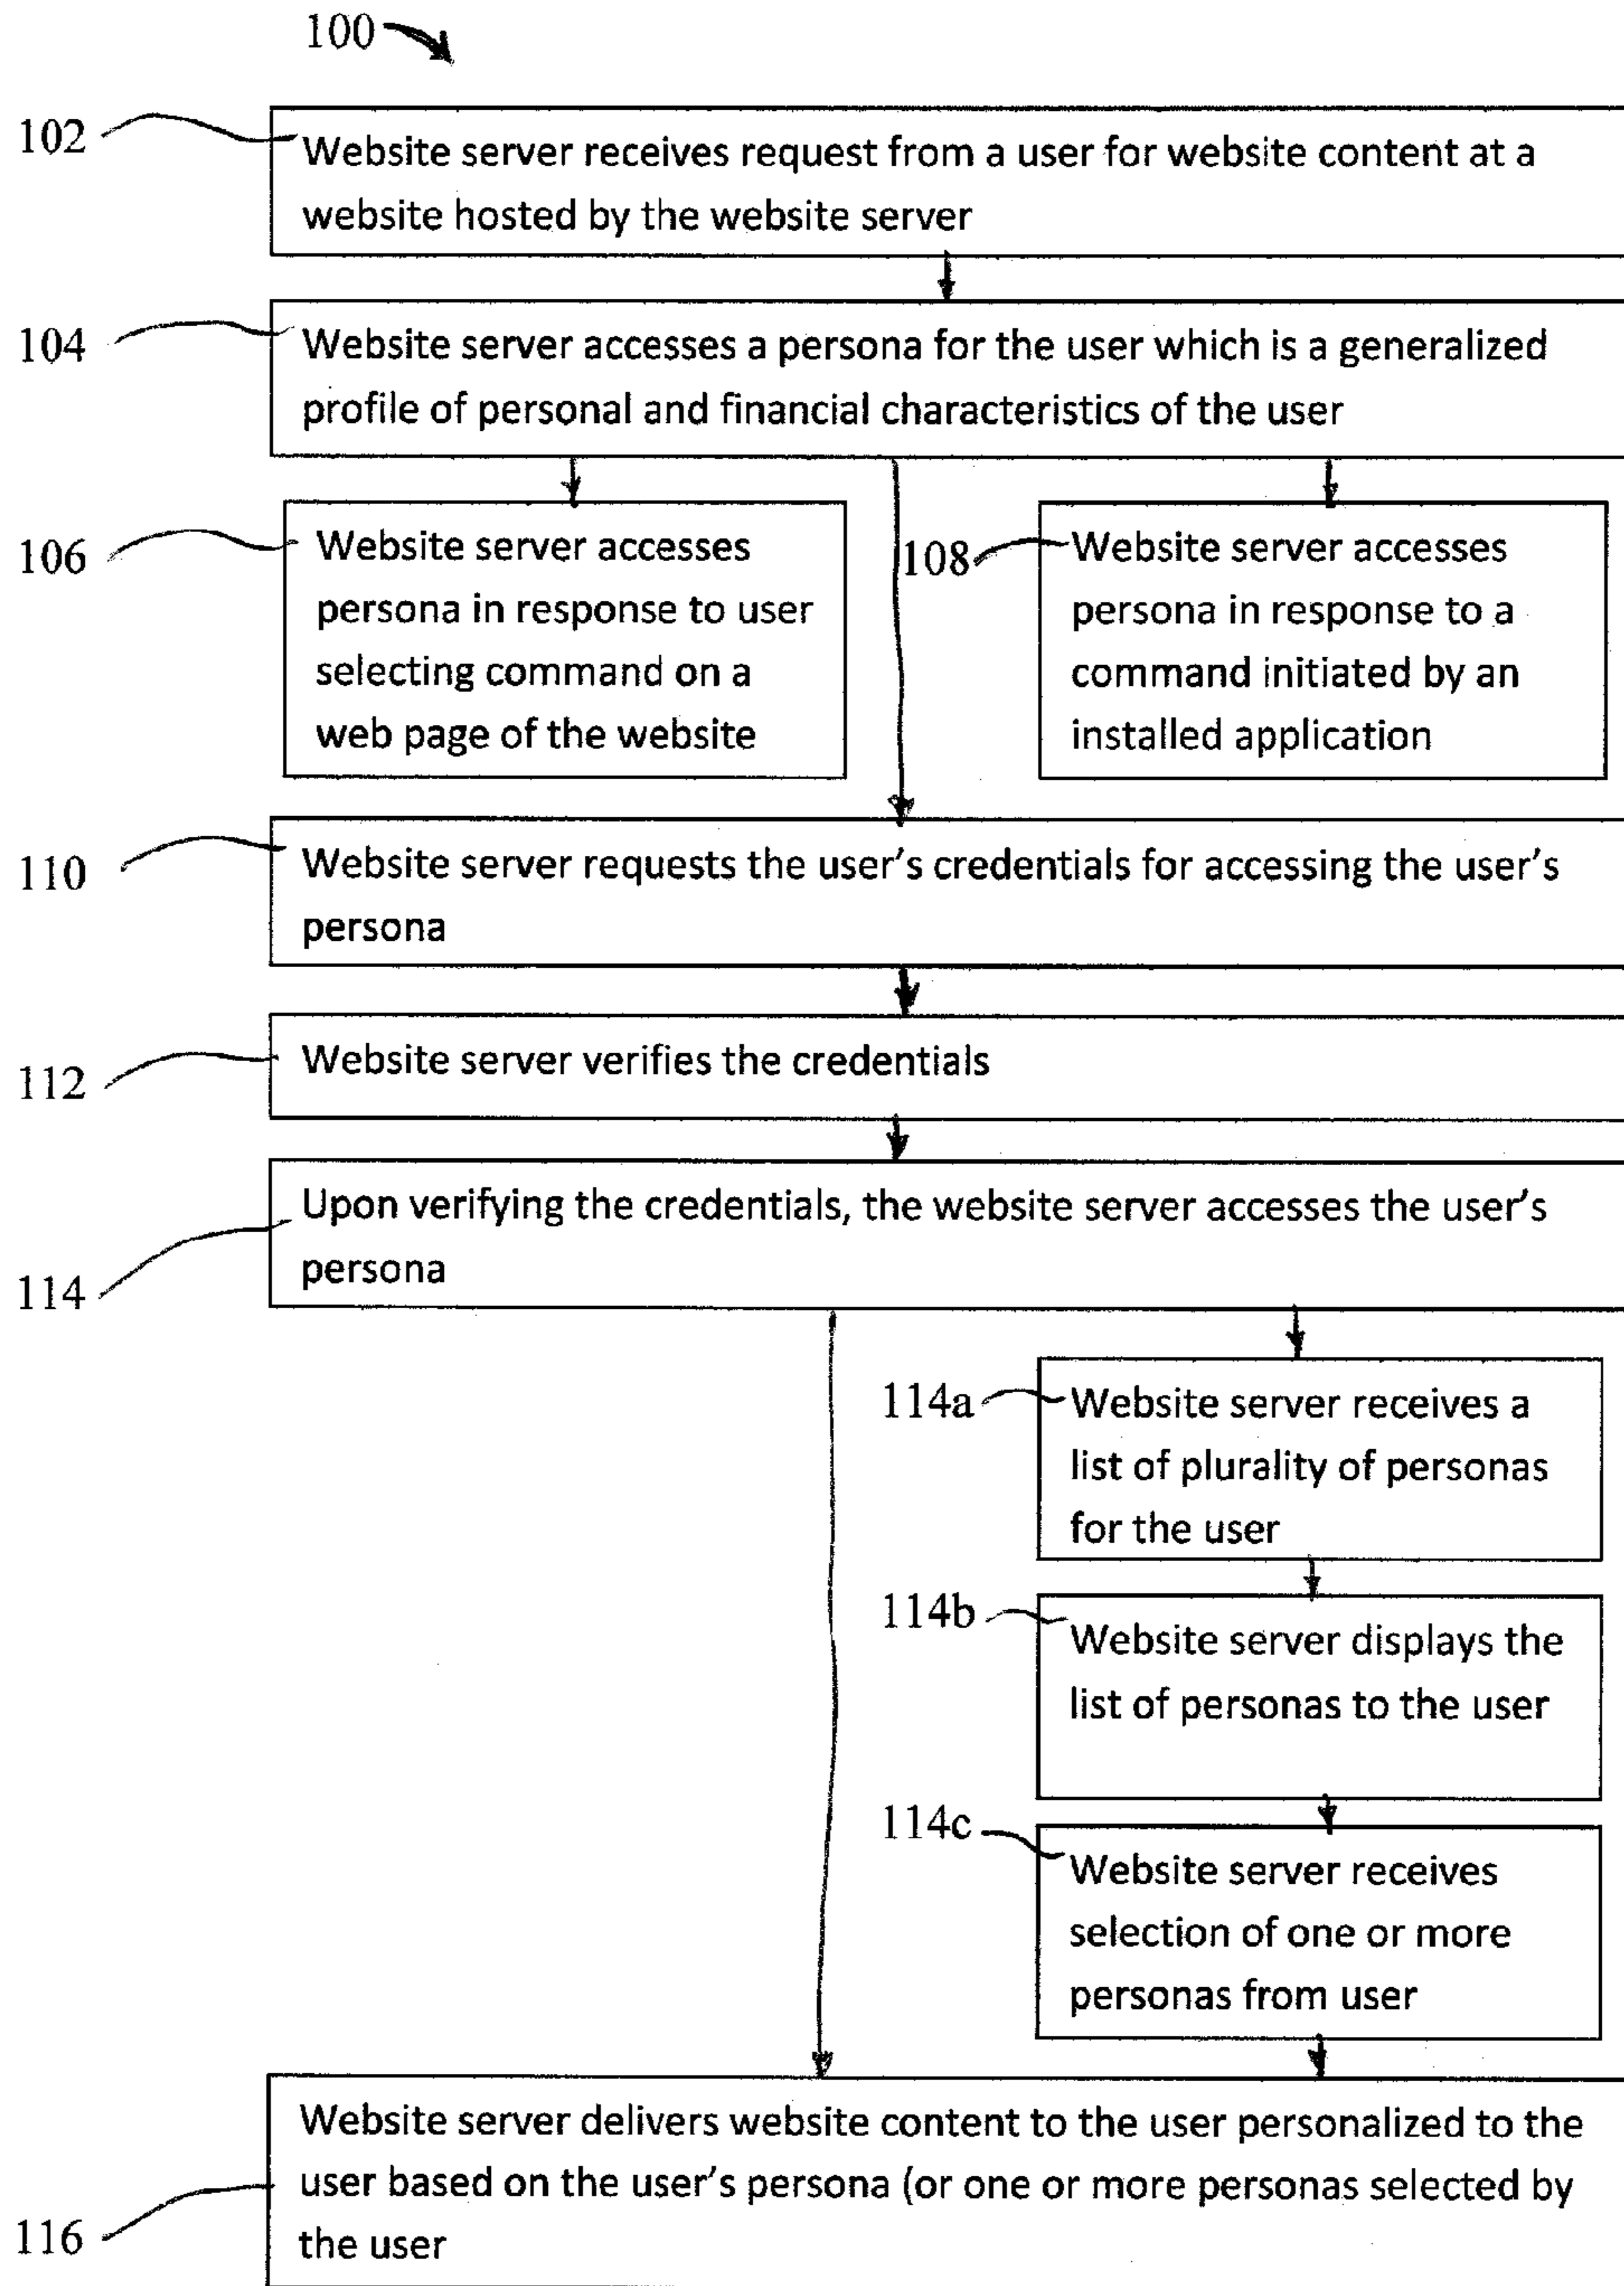 100
102
Website server receives request from a user for website content at a
website hosted by the website server
104
Website server accesses a persona for the user which is a generalized
profile of personal and financial characteristics of the user
106
Website server accesses
persona in response to user
selecting command on a
web page of the website
108
Website server accesses
persona in response to a
command initiated by an
installed application
110
Website server requests the user's credentials for accessing the user's
persona
112
Website server verifies the credentials
114
Upon verifying the credentials, the website server accesses the user's
persona
114a
Website server receives a
list of plurality of personas
for the user
114b
Website server displays the
list of personas to the user
114c
Website server receives
selection of one or more
personas from user
116
Website server delivers website content to the user personalized to the
user based on the user's persona (or one or more personas selected by
the user